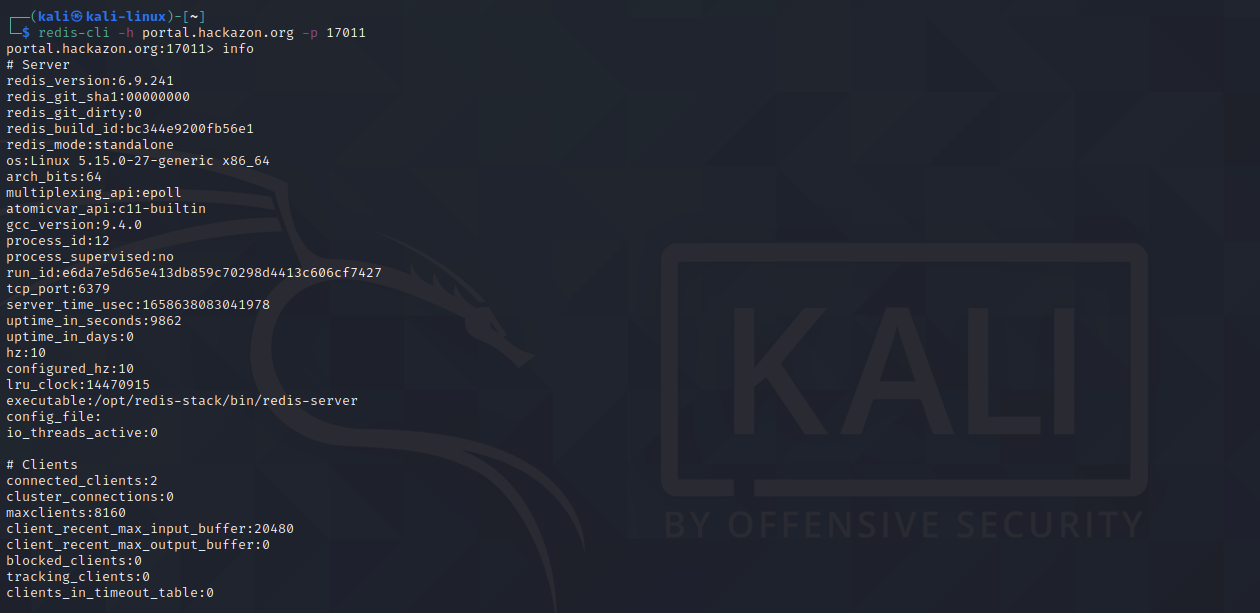 ┌──(kali㉿kali-linux)-[~]
└─$ redis-cli -h portal.hackazon.org -p 17011
portal.hackazon.org:17011> info
# Server
redis_version:6.9.241
redis_git_sha1:00000000
redis_git_dirty:0
redis_build_id:bc344e9200fb56e1
redis_mode:standalone
os:Linux 5.15.0-27-generic x86_64
arch_bits:64
multiplexing_api:epoll
atomicvar_api:c11-builtin
gcc_version:9.4.0
process_id:12
process_supervised:no
run_id:e6da7e5d65e413db859c70298d4413c606cf7427
tcp_port:6379
server_time_usec:1658638083041978
uptime_in_seconds:9862
uptime_in_days:0
hz:10
configured_hz:10
lru_clock:14470915
executable:/opt/redis-stack/bin/redis-server
config_file:
io_threads_active:0

# Clients
connected_clients:2
cluster_connections:0
maxclients:8160
client_recent_max_input_buffer:20480
client_recent_max_output_buffer:0
blocked_clients:0
tracking_clients:0
clients_in_timeout_table:0
KALI
BY OFFENSIVE SECURITY